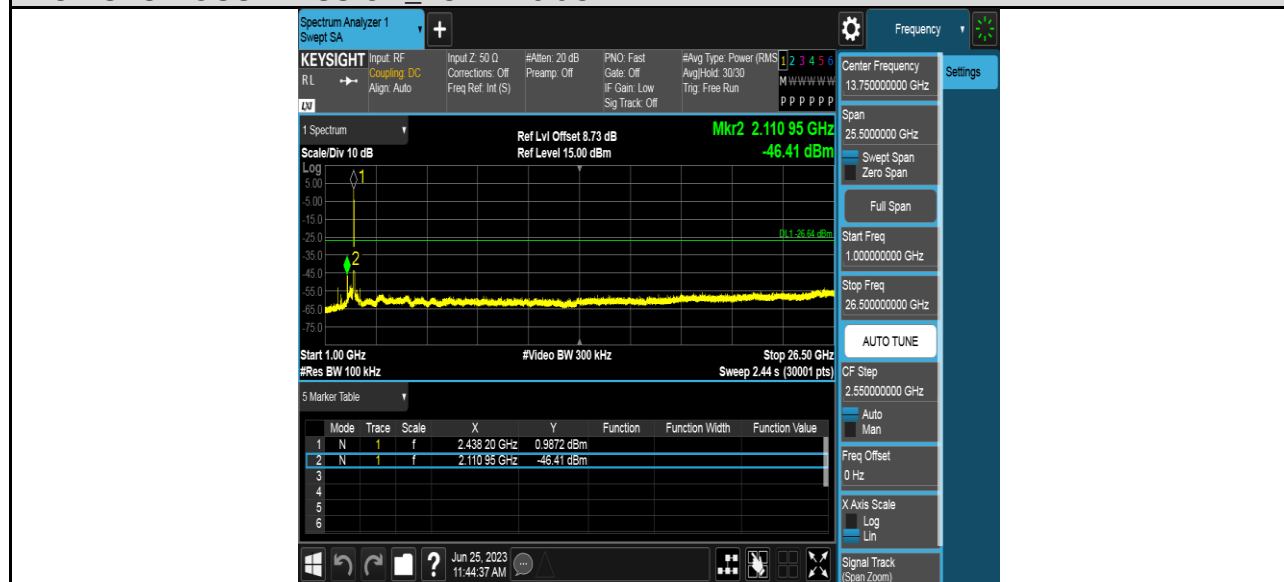 Spectrum Analyzer 1
Swept SA
+
Frequency
KEYSIGHT
RL
LXI
Input: RF
Coupling: DC
Align: Auto
Input Z: 50 Ω
Corrections: Off
Freq Ref: Int (S)
#Atten: 20 dB
Preamp: Off
PNO: Fast
Gate: Off
IF Gain: Low
Sig Track: Off
#Avg Type: Power (RMS
Avg|Hold: 30/30
Trig: Free Run
1 2 3 4 5 6
M W W W W W
P P P P P P
1 Spectrum
Scale/Div 10 dB
Ref Lvl Offset 8.73 dB
Ref Level 15.00 dBm
Mkr2 2.110 95 GHz
-46.41 dBm
Log
5.00
-5.00
-15.0
-25.0
-35.0
-45.0
-55.0
-65.0
-75.0
1
2
DL1 -26.64 dBm
Start 1.00 GHz
#Video BW 300 kHz
Stop 26.50 GHz
#Res BW 100 kHz
Sweep 2.44 s (30001 pts)
5 Marker Table
Mode Trace Scale X Y Function Function Width Function Value
1 N 1 f 2.438 20 GHz 0.9872 dBm
2 N 1 f 2.110 95 GHz -46.41 dBm
3
4
5
6
?
Jun 25, 2023
11:44:37 AM
Center Frequency
13.750000000 GHz
Settings
Span
25.5000000 GHz
Swept Span
Zero Span
Full Span
Start Freq
1.000000000 GHz
Stop Freq
26.500000000 GHz
AUTO TUNE
CF Step
2.550000000 GHz
Auto
Man
Freq Offset
0 Hz
X Axis Scale
Log
Lin
Signal Track
(Span Zoom)